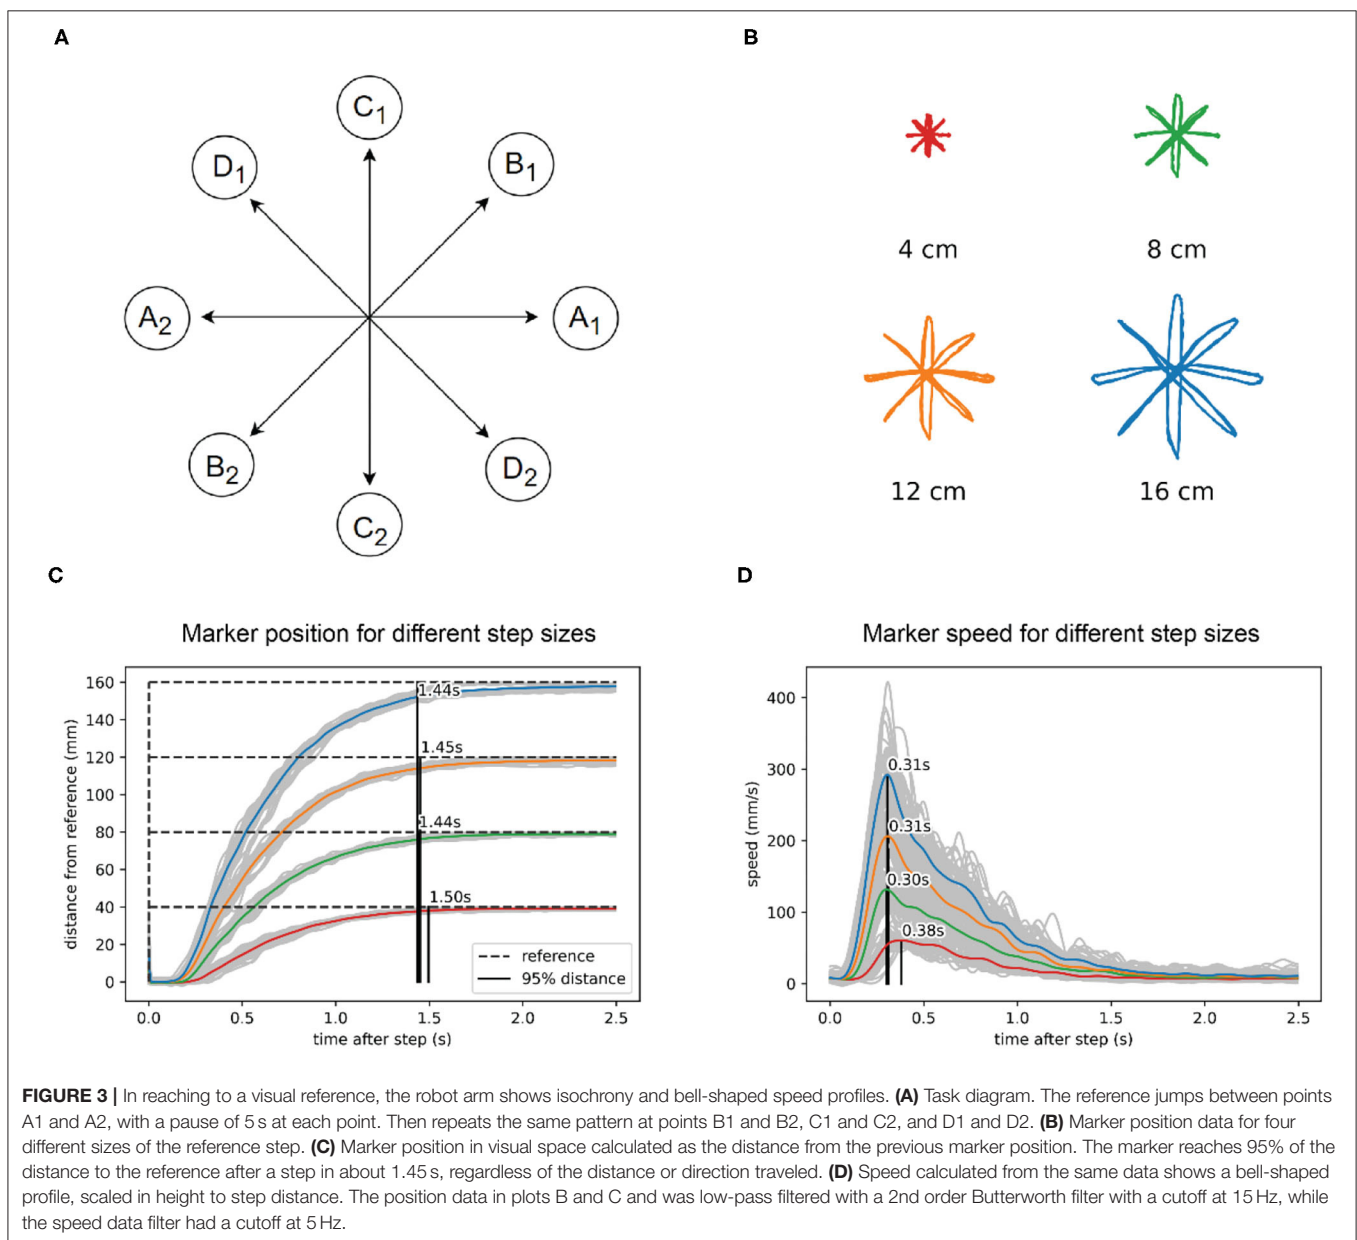 A
C1
D1
B1
A2
A1
B2
D2
C2
B
4 cm
8 cm
12 cm
16 cm
C
Marker position for different step sizes
160
140
120
100
80
60
40
20
0
distance from reference (mm)
1.44s
1.45s
1.44s
1.50s
reference
95% distance
0.0 0.5 1.0 1.5 2.0 2.5
time after step (s)
D
Marker speed for different step sizes
400
300
200
100
0
speed (mm/s)
0.31s
0.31s
0.30s
0.38s
0.0 0.5 1.0 1.5 2.0 2.5
time after step (s)
FIGURE 3 | In reaching to a visual reference, the robot arm shows isochrony and bell-shaped speed profiles. (A) Task diagram. The reference jumps between points
A1 and A2, with a pause of 5 s at each point. Then repeats the same pattern at points B1 and B2, C1 and C2, and D1 and D2. (B) Marker position data for four
different sizes of the reference step. (C) Marker position in visual space calculated as the distance from the previous marker position. The marker reaches 95% of the
distance to the reference after a step in about 1.45 s, regardless of the distance or direction traveled. (D) Speed calculated from the same data shows a bell-shaped
profile, scaled in height to step distance. The position data in plots B and C and was low-pass filtered with a 2nd order Butterworth filter with a cutoff at 15 Hz, while
the speed data filter had a cutoff at 5 Hz.